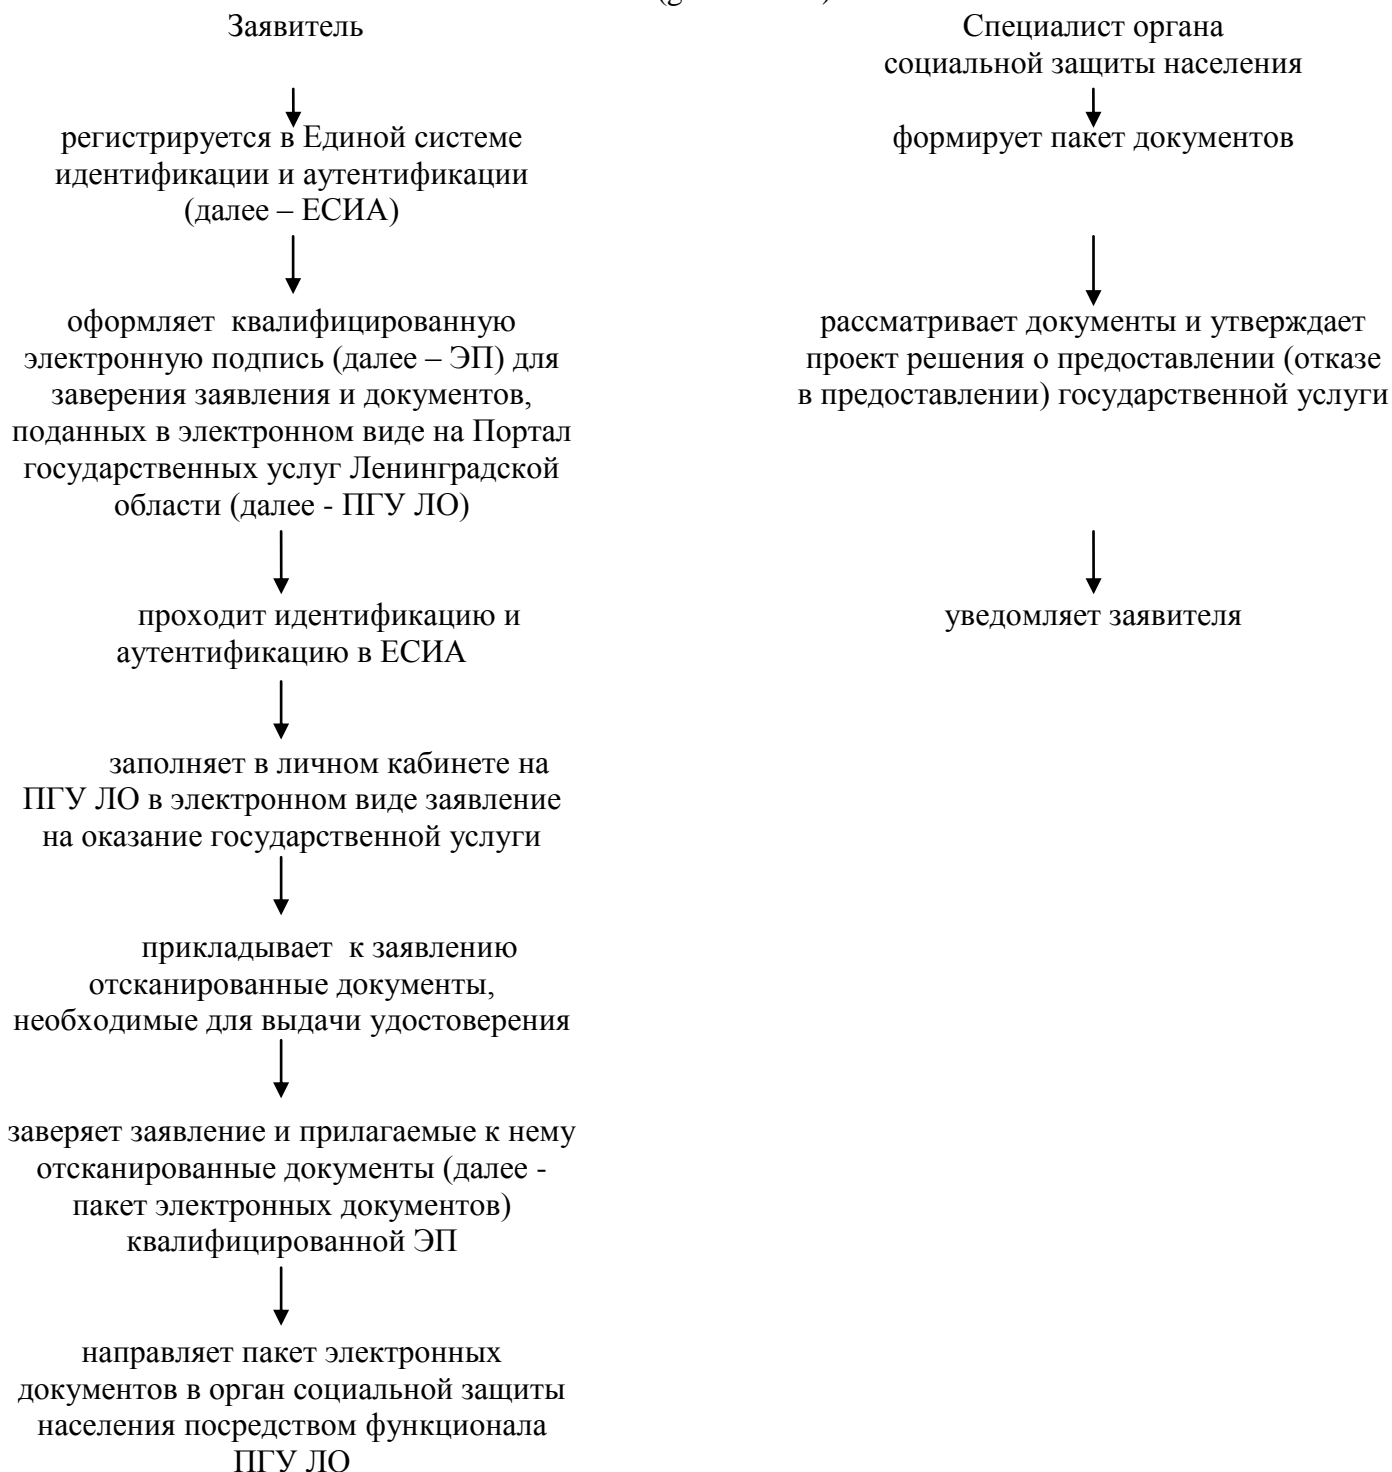 Заявитель
регистрируется в Единой системе
идентификации и аутентификации
(далее – ЕСИА)
оформляет  квалифицированную
электронную подпись (далее – ЭП) для
заверения заявления и документов,
поданных в электронном виде на Портал
государственных услуг Ленинградской
области (далее - ПГУ ЛО)
проходит идентификацию и
аутентификацию в ЕСИА
заполняет в личном кабинете на
ПГУ ЛО в электронном виде заявление
на оказание государственной услуги
прикладывает  к заявлению
отсканированные документы,
необходимые для выдачи удостоверения
заверяет заявление и прилагаемые к нему
отсканированные документы (далее -
пакет электронных документов)
квалифицированной ЭП
направляет пакет электронных
документов в орган социальной защиты
населения посредством функционала
ПГУ ЛО
Специалист органа
социальной защиты населения
формирует пакет документов
рассматривает документы и утверждает
проект решения о предоставлении (отказе
в предоставлении) государственной услуги
уведомляет заявителя